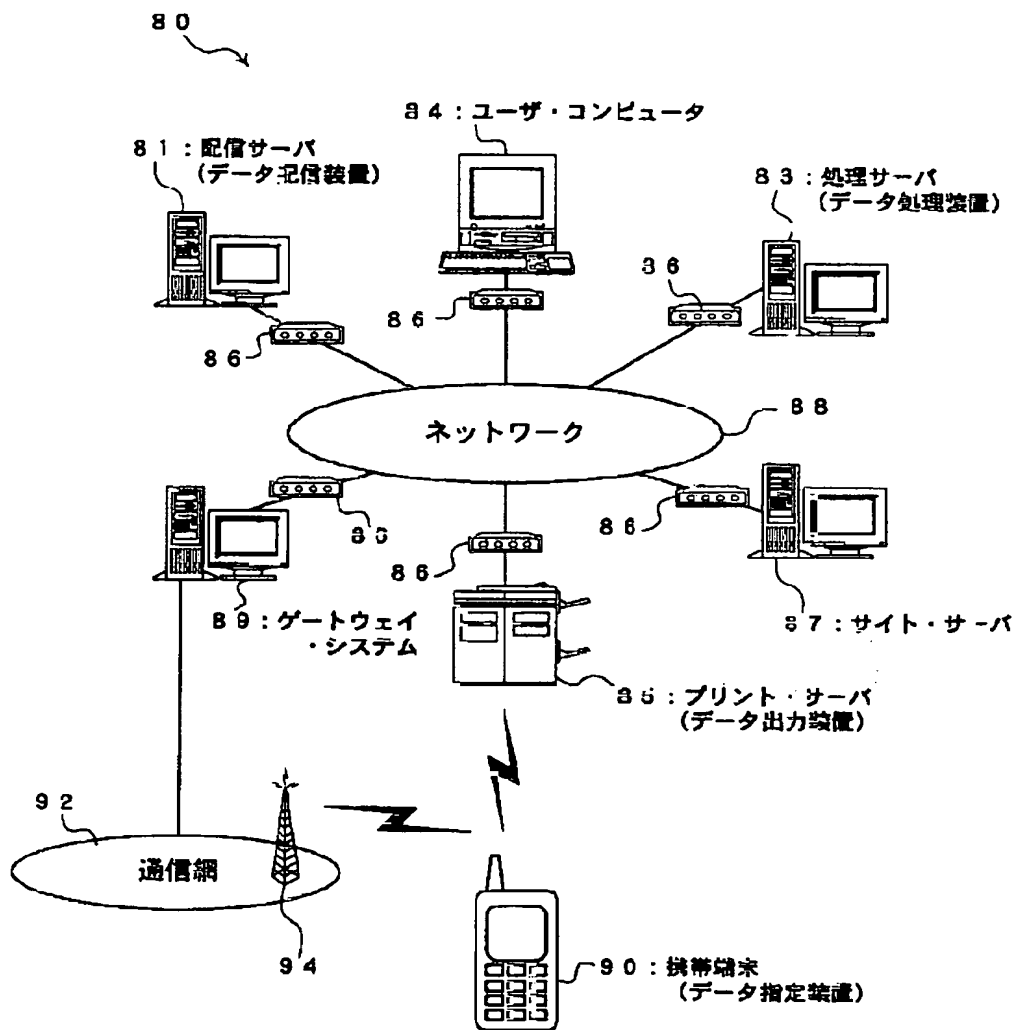 80
84：ユーザ・コンピュータ
81：配信サーバ
（データ配信装置）
83：処理サーバ
（データ処理装置）
86
86
86
ネットワーク
88
86
86
86
89：ゲートウェイ
・システム
87：サイト・サーバ
85：プリント・サーバ
（データ出力装置）
92
通信網
94
90：携帯端末
（データ指定装置）